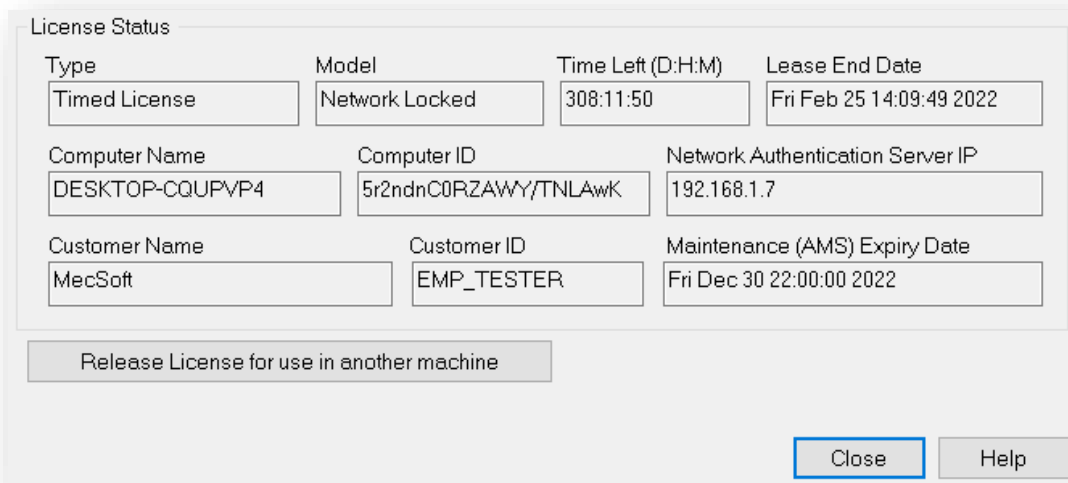 License Status
Type Model Time Left (D:H:M) Lease End Date
Timed License Network Locked 308:11:50 Fri Feb 25 14:09:49 2022
Computer Name Computer ID Network Authentication Server IP
DESKTOP-CQUPVP4 5r2ndnC0RZAWY/TNLAwK 192.168.1.7
Customer Name Customer ID Maintenance (AMS) Expiry Date
MecSoft EMP_TESTER Fri Dec 30 22:00:00 2022
Release License for use in another machine
Close Help